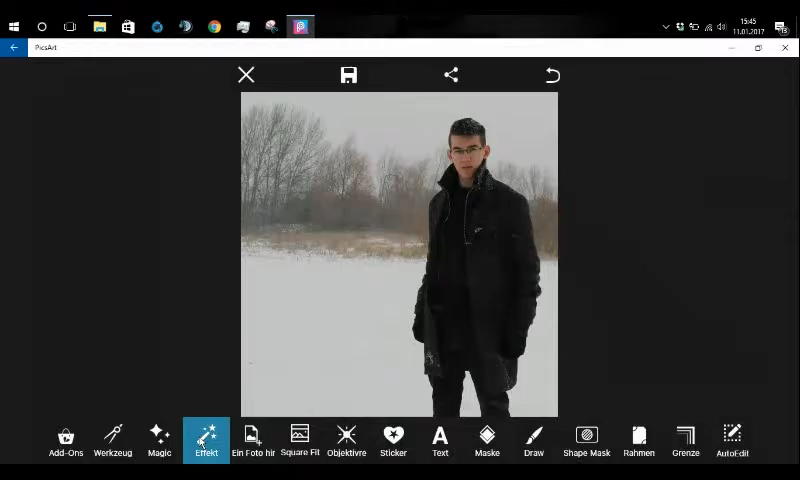 15:45
11.01.2017
PicsArt
Add-Ons Werkzeug Magic Effekt Ein Foto hir Square Fit Objektivre Sticker Text Maske Draw Shape Mask Rahmen Grenze AutoEdit